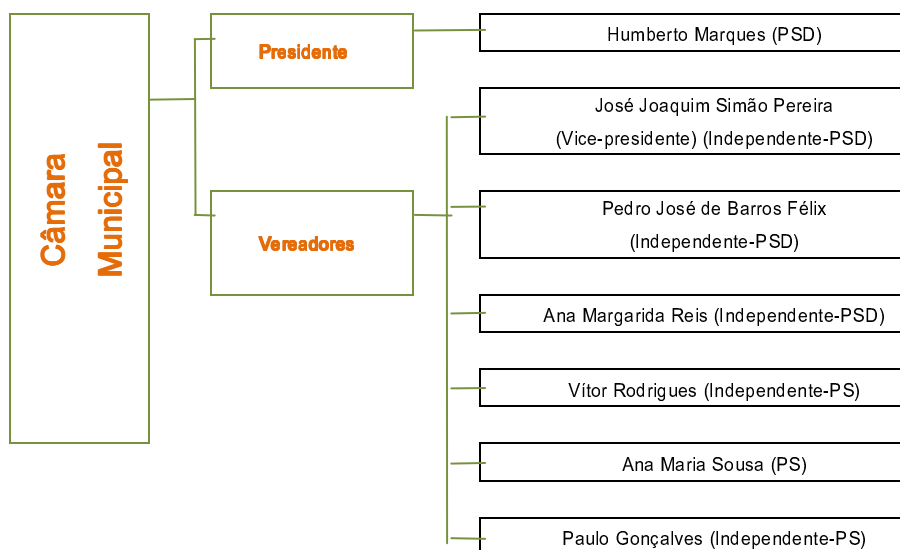 Câmara
Municipal
Presidente
Humberto Marques (PSD)
Vereadores
José Joaquim Simão Pereira
(Vice-presidente) (Independente-PSD)
Pedro José de Barros Félix
(Independente-PSD)
Ana Margarida Reis (Independente-PSD)
Vítor Rodrigues (Independente-PS)
Ana Maria Sousa (PS)
Paulo Gonçalves (Independente-PS)